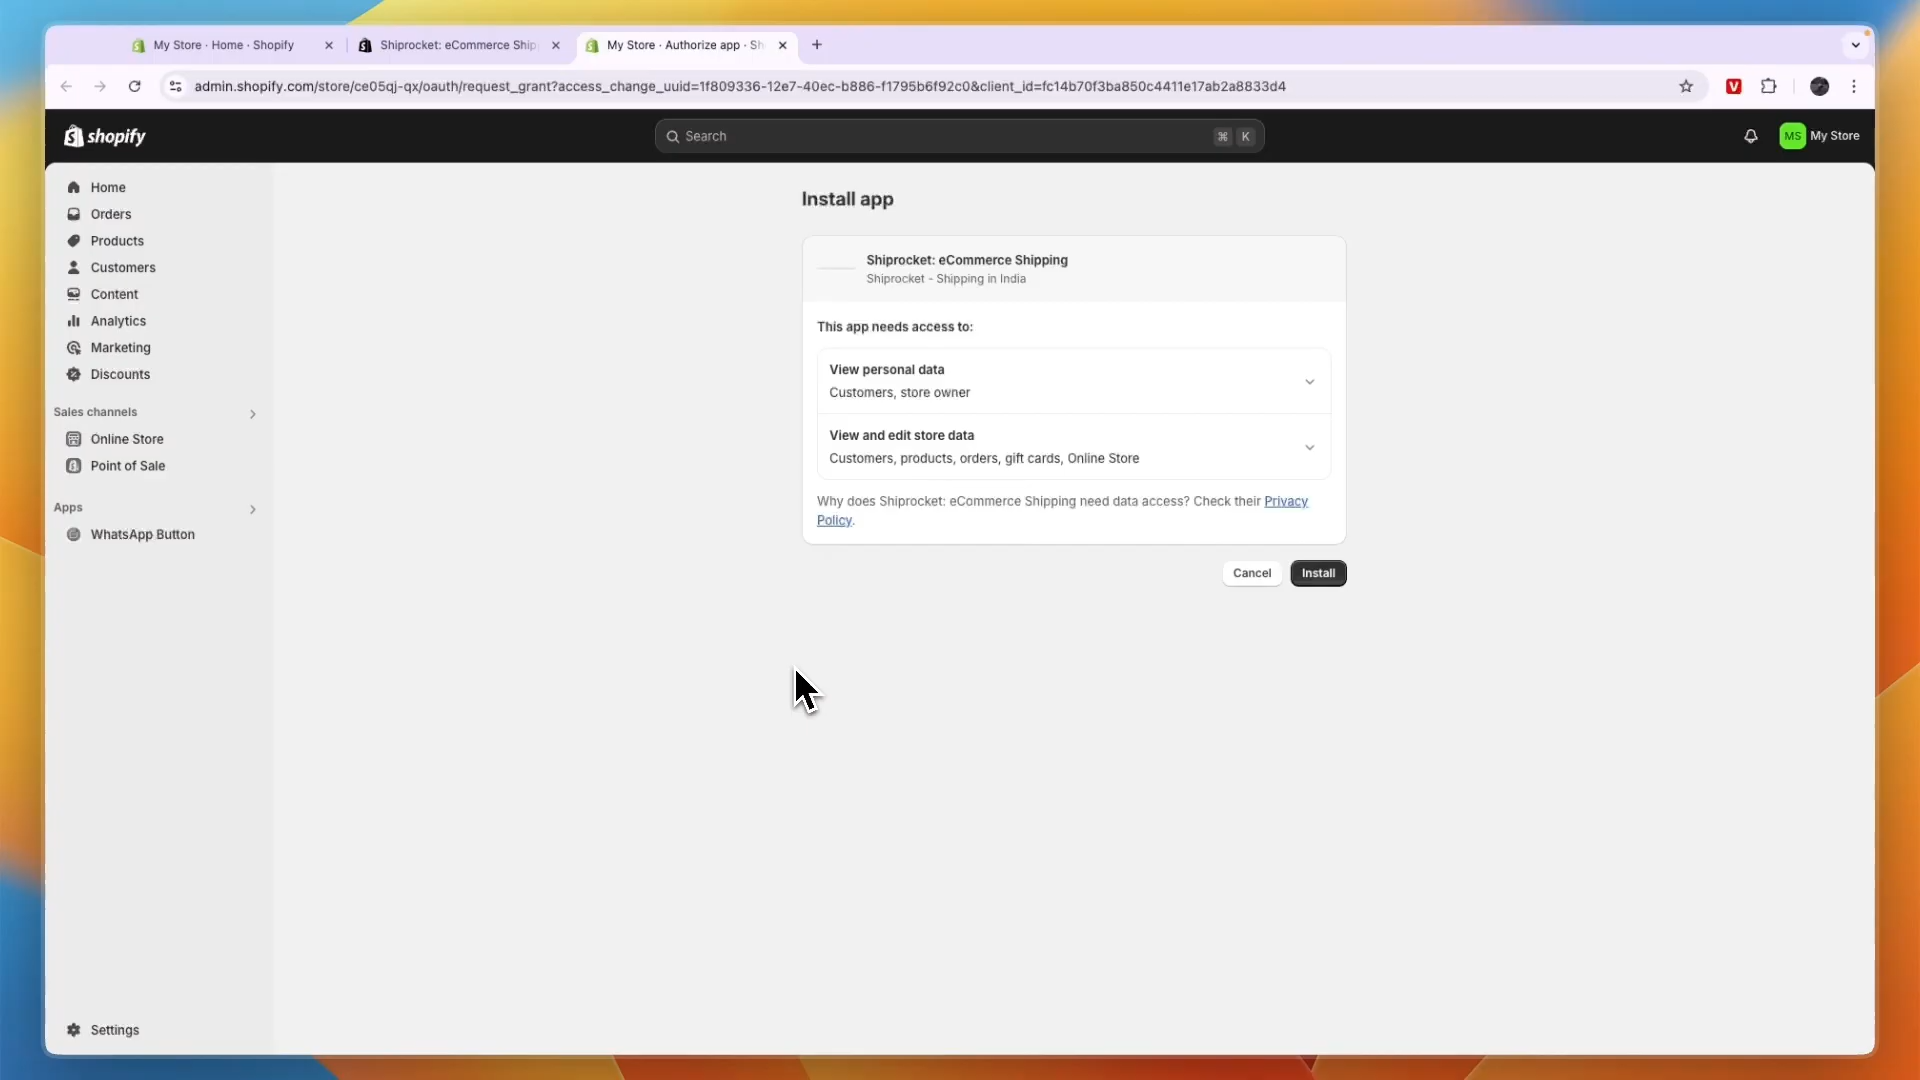 My Store · Home · Shopify
Shiprocket: eCommerce Ship
My Store · Authorize app · Sh
admin.shopify.com/store/ce05qj-qx/oauth/request_grant?access_change_uuid=1f809336-12e7-40ec-b886-f1795b6f92c0&client_id=fc14b70f3ba850c4411e17ab2a8833d4
V
shopify
Search
⌘ K
MS My Store
Home
Orders
Products
Customers
Content
Analytics
Marketing
Discounts
Sales channels
Online Store
Point of Sale
Apps
WhatsApp Button
Settings
Install app
Shiprocket: eCommerce Shipping
Shiprocket - Shipping in India
This app needs access to:
View personal data
Customers, store owner
View and edit store data
Customers, products, orders, gift cards, Online Store
Why does Shiprocket: eCommerce Shipping need data access? Check their Privacy
Policy.
Cancel
Install